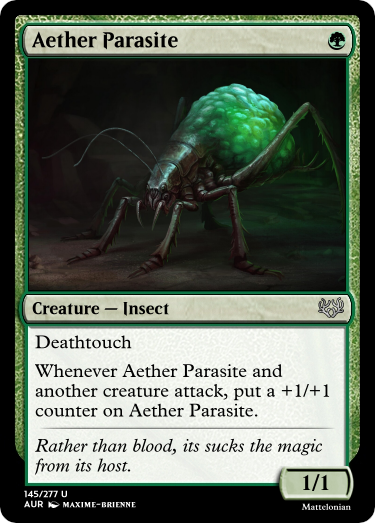 Aether Parasite
Creature — Insect
Deathtouch
Whenever Aether Parasite and
another creature attack, put a +1/+1
counter on Aether Parasite.
Rather than blood, its sucks the magic
from its host.
1/1
145/277 U
AUR MAXIME-BRIENNE
Mattelonian